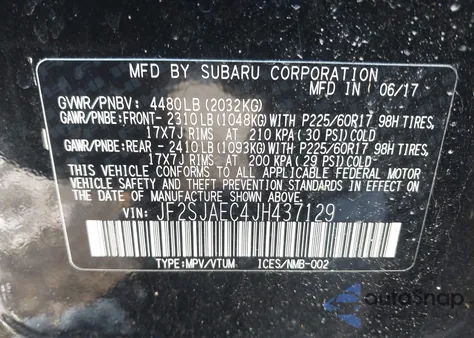 MFD BY SUBARU CORPORATION
MFD IN 06/17
GVWR/PNBV: 4480LB(2032KG)
GAWR/PNBE:FRONT-2310LB(1048KG)WITH P225/60R17 98H TIRES,
17X7J RIMS AT 210 KPA(30 PSI)COLD
GAWR/PNBE:REAR -2410LB(1093KG)WITH P225/60R17 98H TIRES,
17X7J RIMS AT 200 KPA(29 PSI)COLD
THIS VEHICLE CONFORMS TO ALL APPLICABLE FEDERAL MOTOR
VEHICLE SAFETY AND BUMPER STANDARDS IN EFFECT ON
THE DATE OF MANUFACTURE SHOWN ABOVE.
VIN: JF2SJAEC4JH437129
TYPE:MPV/VTUM ICES/NMB-002
autoSnap